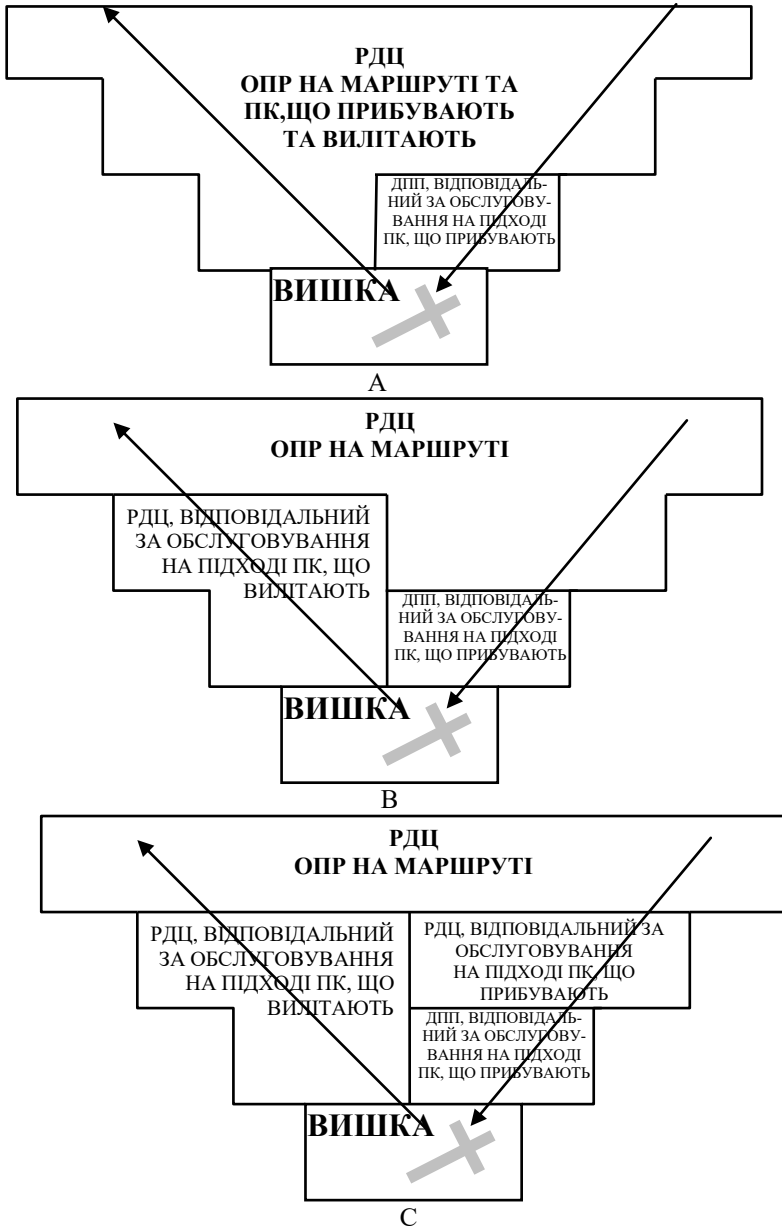 РДЦ
ОПР НА МАРШРУТІ ТА
ПК,ЩО ПРИБУВАЮТЬ
ТА ВИЛІТАЮТЬ
ДПП, ВІДПОВІДАЛЬ-
НИЙ ЗА ОБСЛУГОВУ-
ВАННЯ НА ПІДХОДІ
ПК, ЩО ПРИБУВАЮТЬ
ВИШКА
А
РДЦ
ОПР НА МАРШРУТІ
РДЦ, ВІДПОВІДАЛЬНИЙ
ЗА ОБСЛУГОВУВАННЯ
НА ПІДХОДІ ПК, ЩО
ВИЛІТАЮТЬ
ДПП, ВІДПОВІДАЛЬ-
НИЙ ЗА ОБСЛУГОВУ-
ВАННЯ НА ПІДХОДІ
ПК, ЩО ПРИБУВАЮТЬ
ВИШКА
В
РДЦ
ОПР НА МАРШРУТІ
РДЦ, ВІДПОВІДАЛЬНИЙ
ЗА ОБСЛУГОВУВАННЯ
НА ПІДХОДІ ПК, ЩО
ВИЛІТАЮТЬ
РДЦ, ВІДПОВІДАЛЬНИЙ ЗА
ОБСЛУГОВУВАННЯ
НА ПІДХОДІ ПК, ЩО
ПРИБУВАЮТЬ
ДПП, ВІДПОВІДАЛЬ-
НИЙ ЗА ОБСЛУГОВУ-
ВАННЯ НА ПІДХОДІ
ПК, ЩО ПРИБУВАЮТЬ
ВИШКА
С